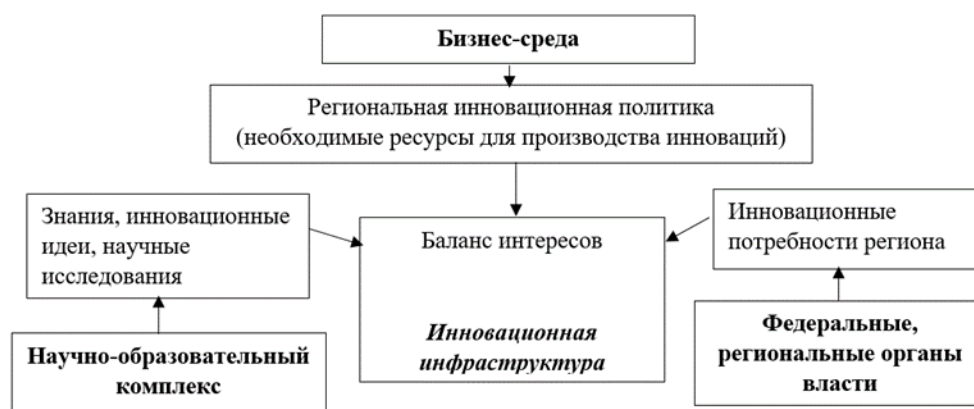 Бизнес-среда
Региональная инновационная политика
(необходимые ресурсы для производства инноваций)
Знания, инновационные
идеи, научные
исследования
Баланс интересов
Инновационные
потребности региона
Инновационная
инфраструктура
Научно-образовательный
комплекс
Федеральные,
региональные органы
власти